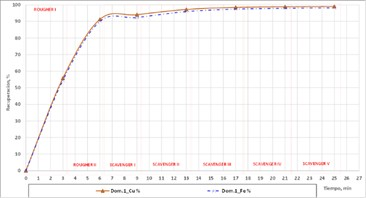 100
ROUGHER I
90
80
70
60
50
40
30
20
10
0
Recuperación, %
ROUGHER II SCAVENGER I SCAVENGER II SCAVENGER III SCAVENGER IV SCAVENGER V
0 1 2 3 4 5 6 7 8 9 10 11 12 13 14 15 16 17 18 19 20 21 22 23 24 25 26 27
Tiempo, min
Dom.1_Cu % Dom.1_Fe %